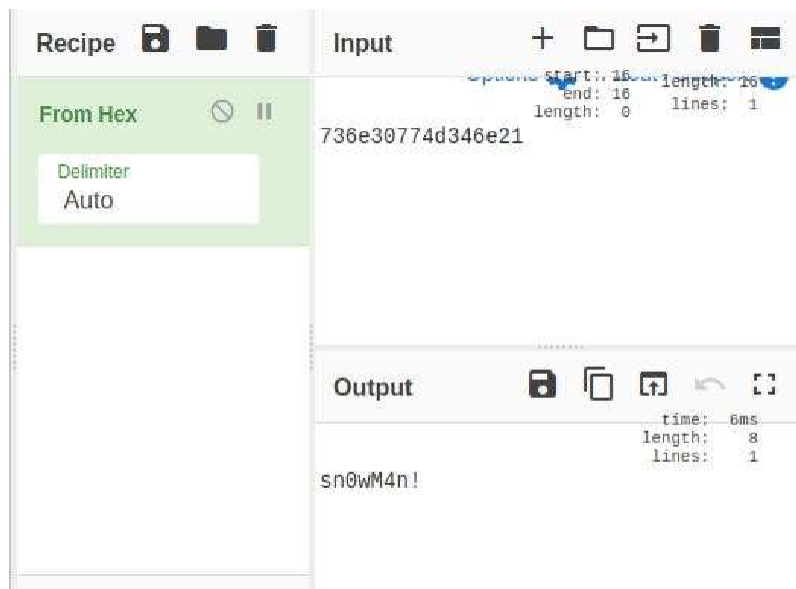 Recipe
Input
start: 16
end: 16
length: 0
length: 16
lines: 1
From Hex
Delimiter
Auto
736e30774d346e21
Output
time: 6ms
length: 8
lines: 1
sn0wM4n!